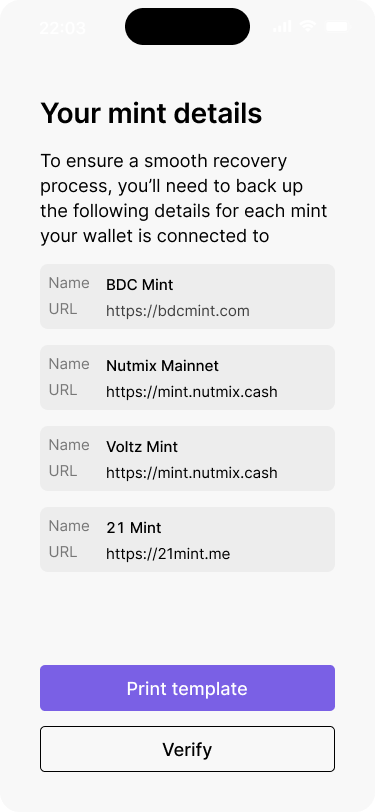 22:03
Your mint details
To ensure a smooth recovery
process, you’ll need to back up
the following details for each mint
your wallet is connected to
Name BDC Mint
URL https://bdcmint.com
Name Nutmix Mainnet
URL https://mint.nutmix.cash
Name Voltz Mint
URL https://mint.nutmix.cash
Name 21 Mint
URL https://21mint.me
Print template
Verify